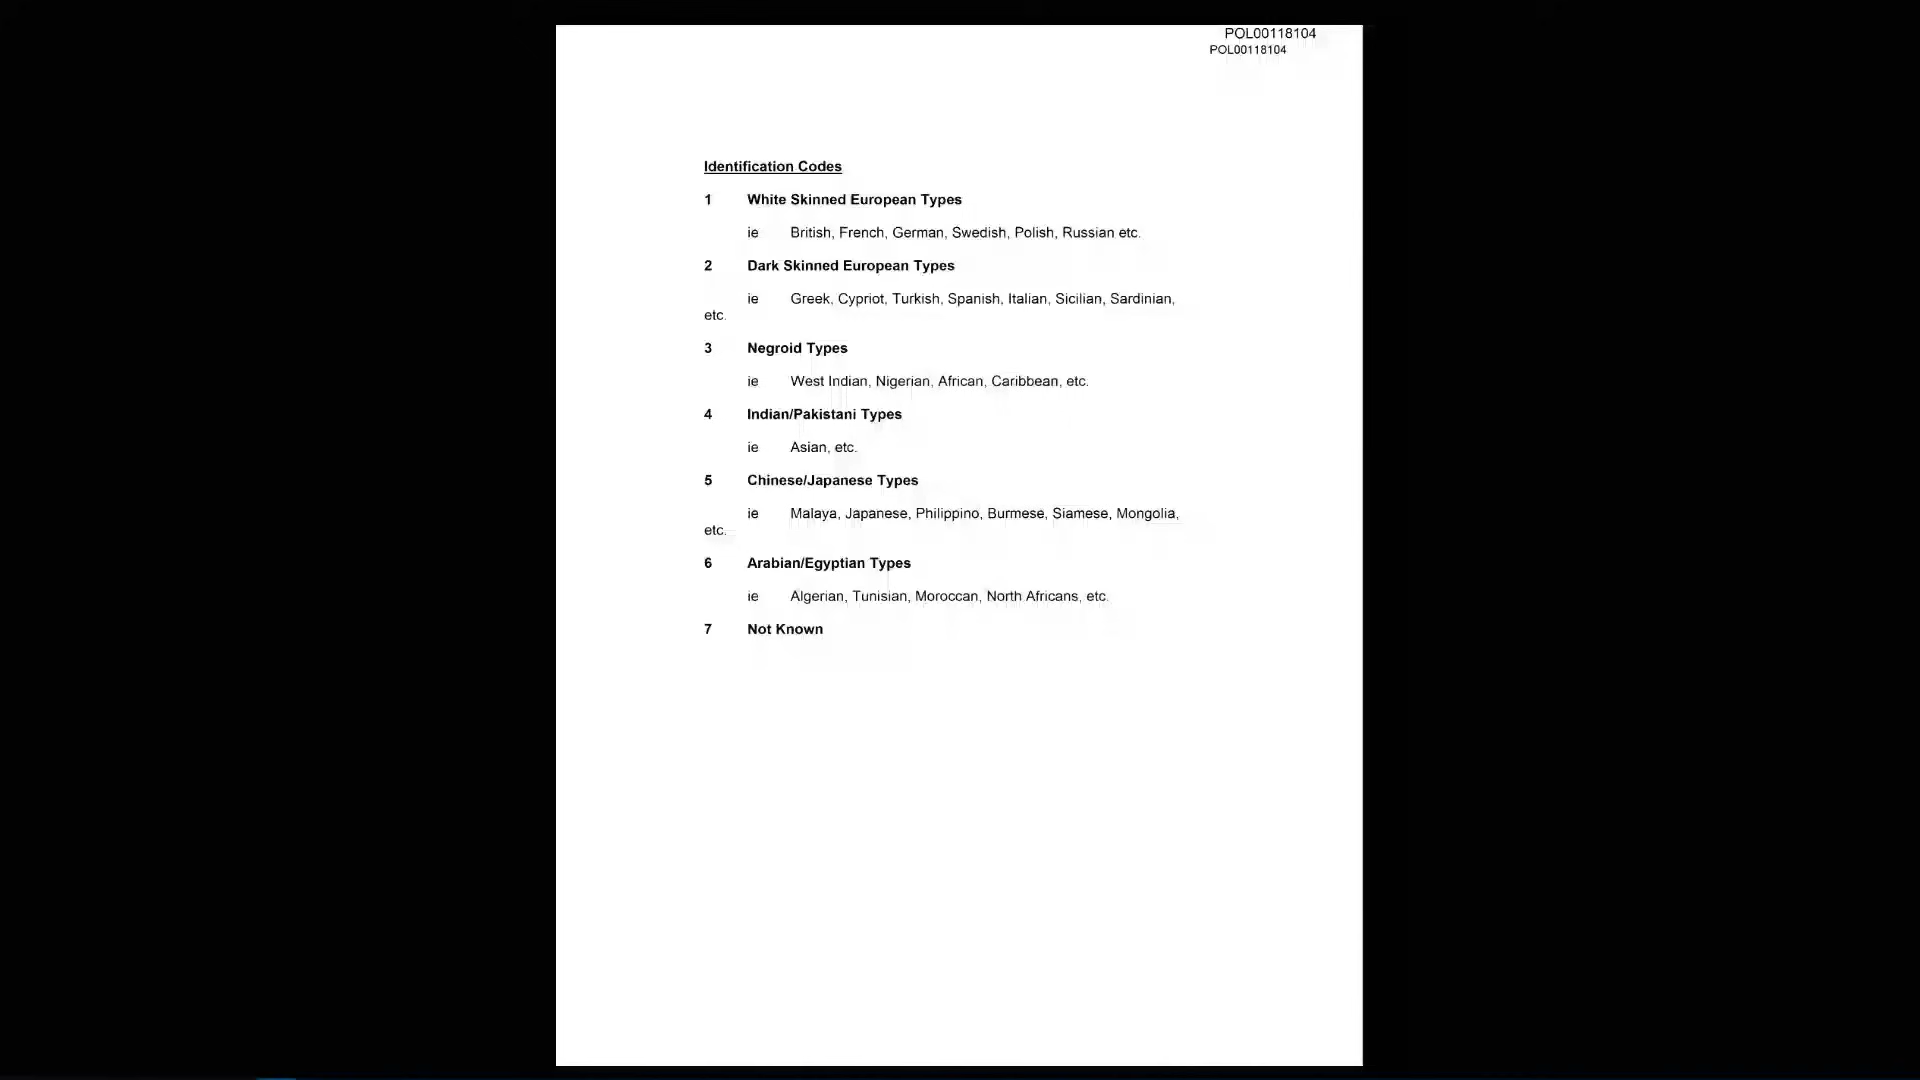 POL00118104
POL00118104
Identification Codes
1 White Skinned European Types
ie British, French, German, Swedish, Polish, Russian etc.
2 Dark Skinned European Types
ie Greek, Cypriot, Turkish, Spanish, Italian, Sicilian, Sardinian,
etc.
3 Negroid Types
ie West Indian, Nigerian, African, Caribbean, etc.
4 Indian/Pakistani Types
ie Asian, etc.
5 Chinese/Japanese Types
ie Malaya, Japanese, Philippino, Burmese, Siamese, Mongolia,
etc.
6 Arabian/Egyptian Types
ie Algerian, Tunisian, Moroccan, North Africans, etc.
7 Not Known